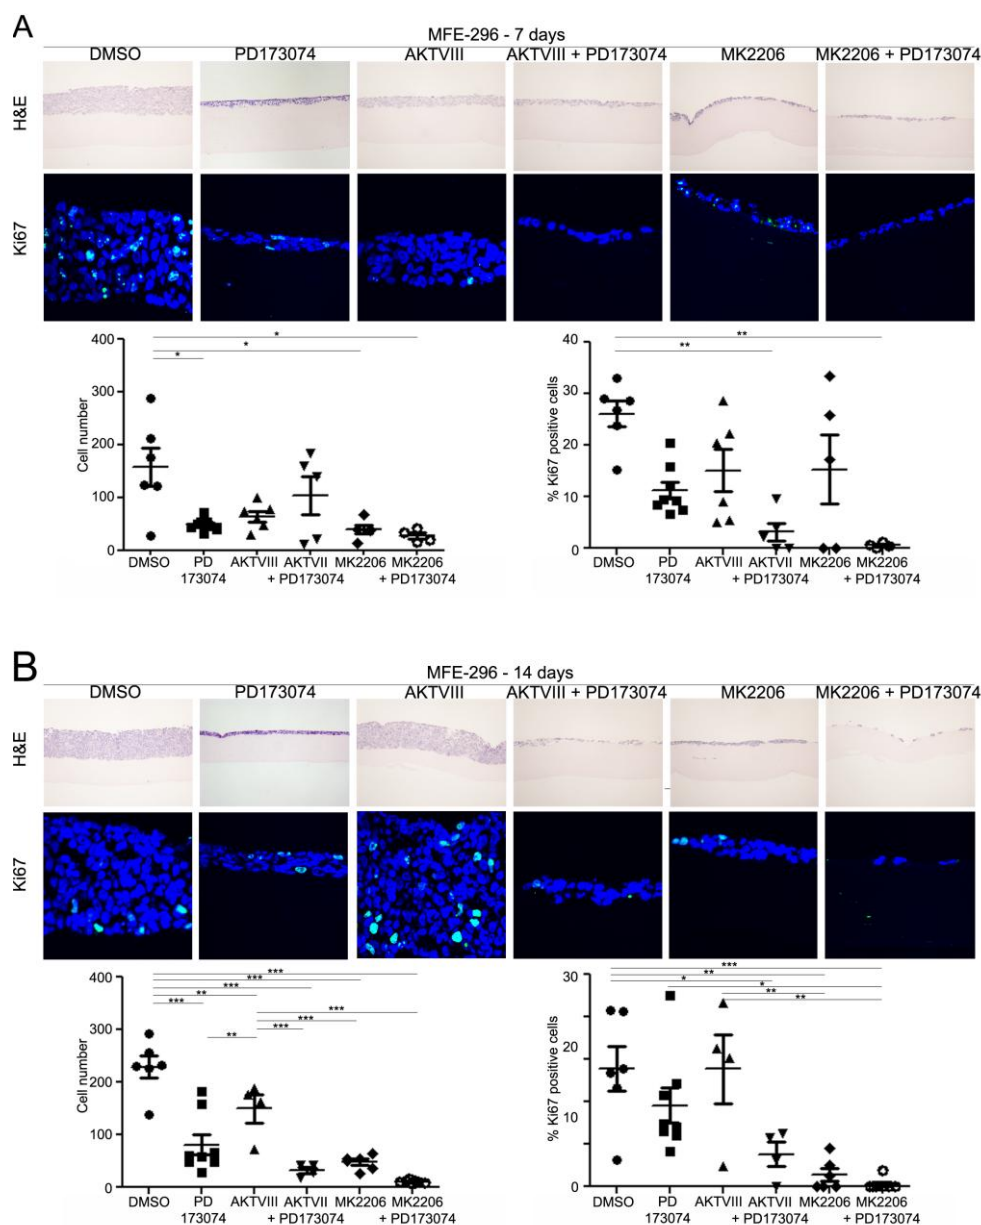 A
MFE-296 - 7 days
DMSO PD173074 AKTVIII AKTVIII + PD173074 MK2206 MK2206 + PD173074
H&E
Ki67
400
300
200
100
0
Cell number
*
*
*
DMSO PD AKTVIII AKTVII MK2206 MK2206
173074 + PD173074 + PD173074
40
30
20
10
0
% Ki67 positive cells
**
**
DMSO PD AKTVIII AKTVII MK2206 MK2206
173074 + PD173074 + PD173074
B
MFE-296 - 14 days
DMSO PD173074 AKTVIII AKTVIII + PD173074 MK2206 MK2206 + PD173074
H&E
Ki67
400
300
200
100
0
Cell number
***
***
***
**
***
***
***
***
**
DMSO PD AKTVIII AKTVII MK2206 MK2206
173074 + PD173074 + PD173074
30
20
10
0
% Ki67 positive cells
***
**
*
*
**
**
DMSO PD AKTVIII AKTVII MK2206 MK2206
173074 + PD173074 + PD173074